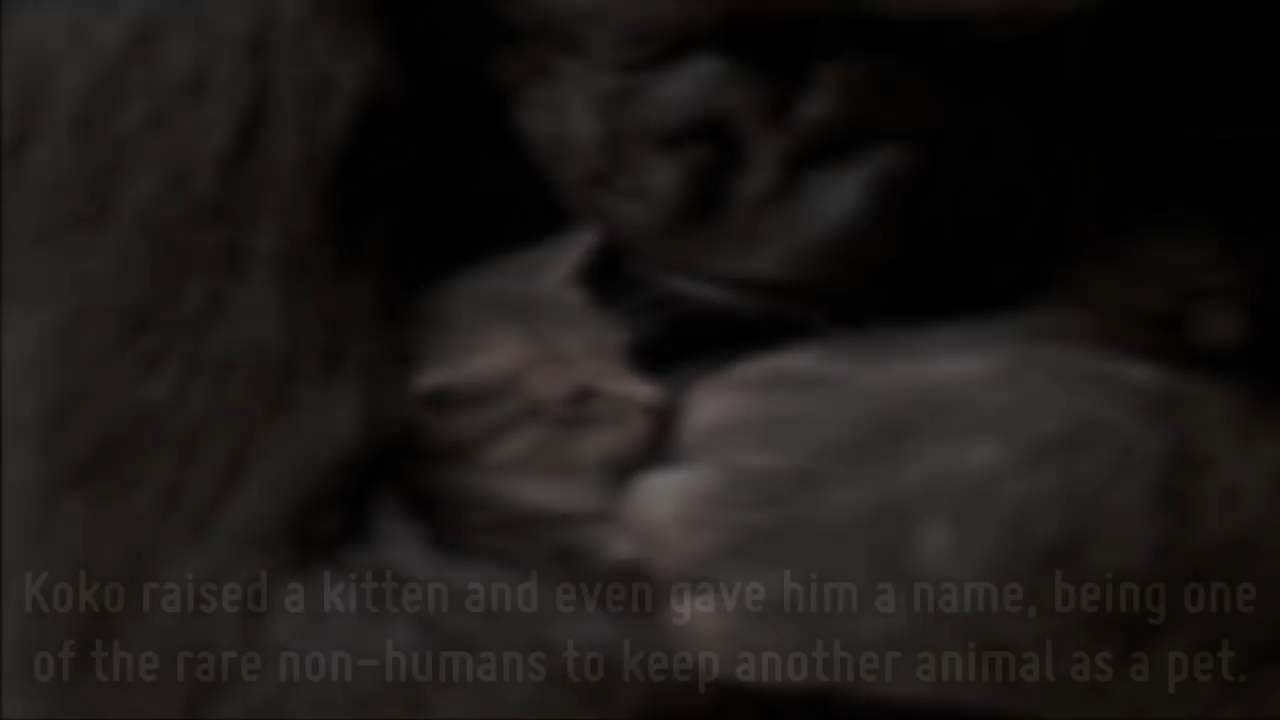 Koko raised a kitten and even gave him a name, being one
of the rare non-humans to keep another animal as a pet.